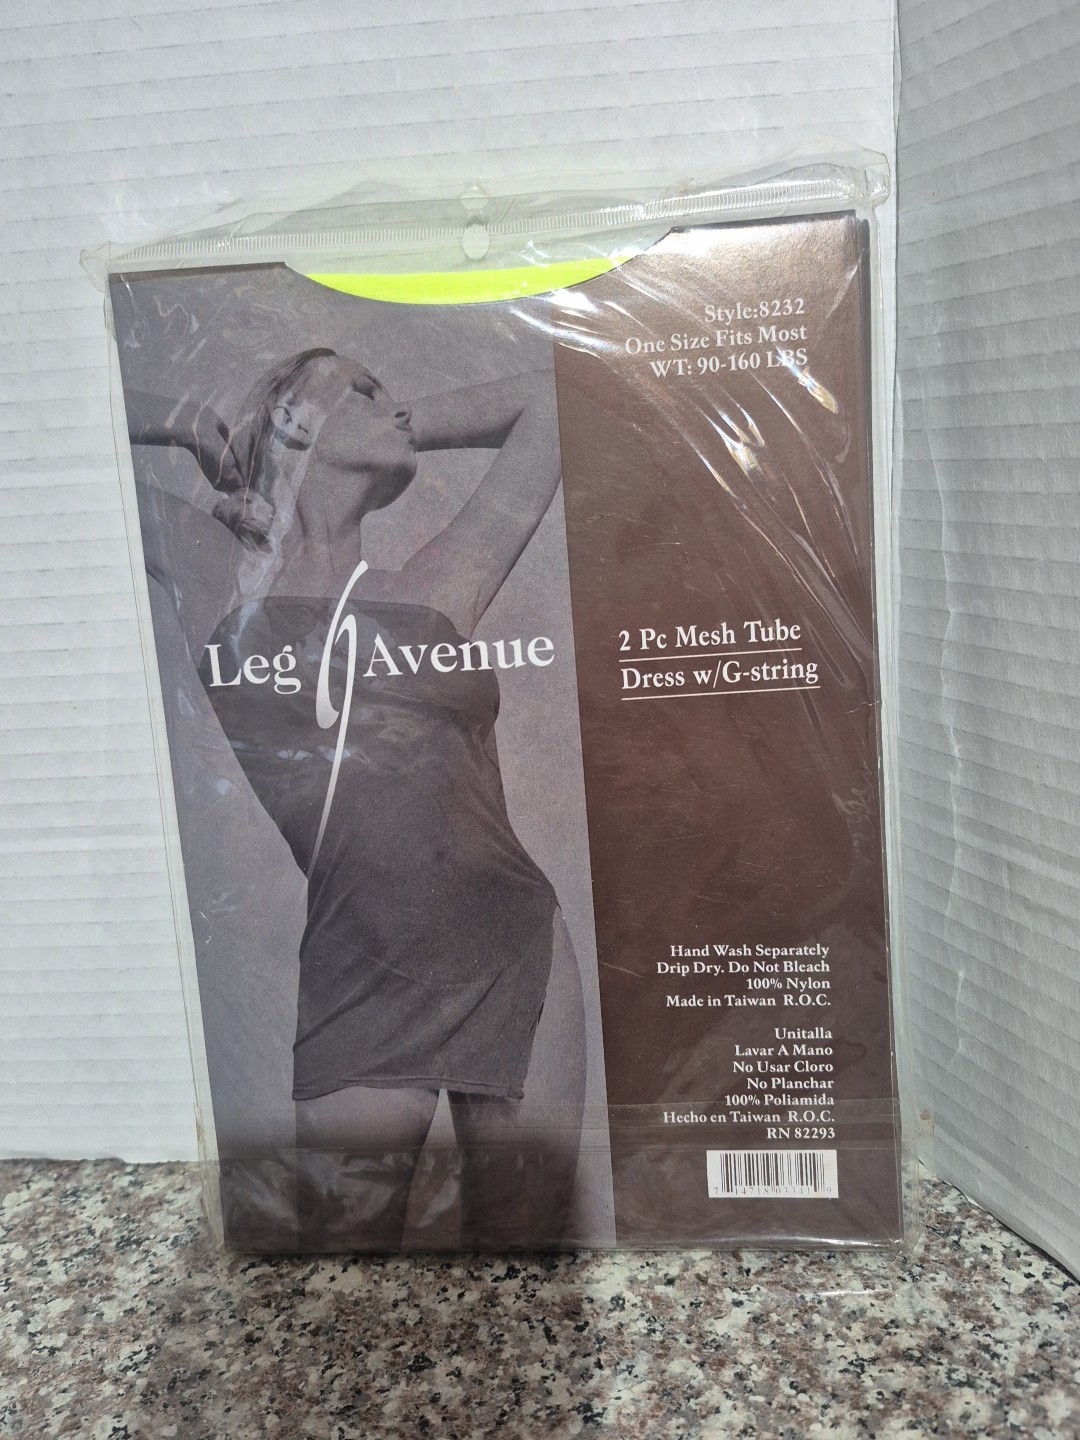 Style:8232
One Size Fits Most
WT: 90-160 LBS
Leg Avenue
2 Pc Mesh Tube
Dress w/G-string
Hand Wash Separately
Drip Dry. Do Not Bleach
100% Nylon
Made in Taiwan R.O.C.
Unitalla
Lavar A Mano
No Usar Cloro
No Planchar
100% Poliamida
Hecho en Taiwan R.O.C.
RN 82293